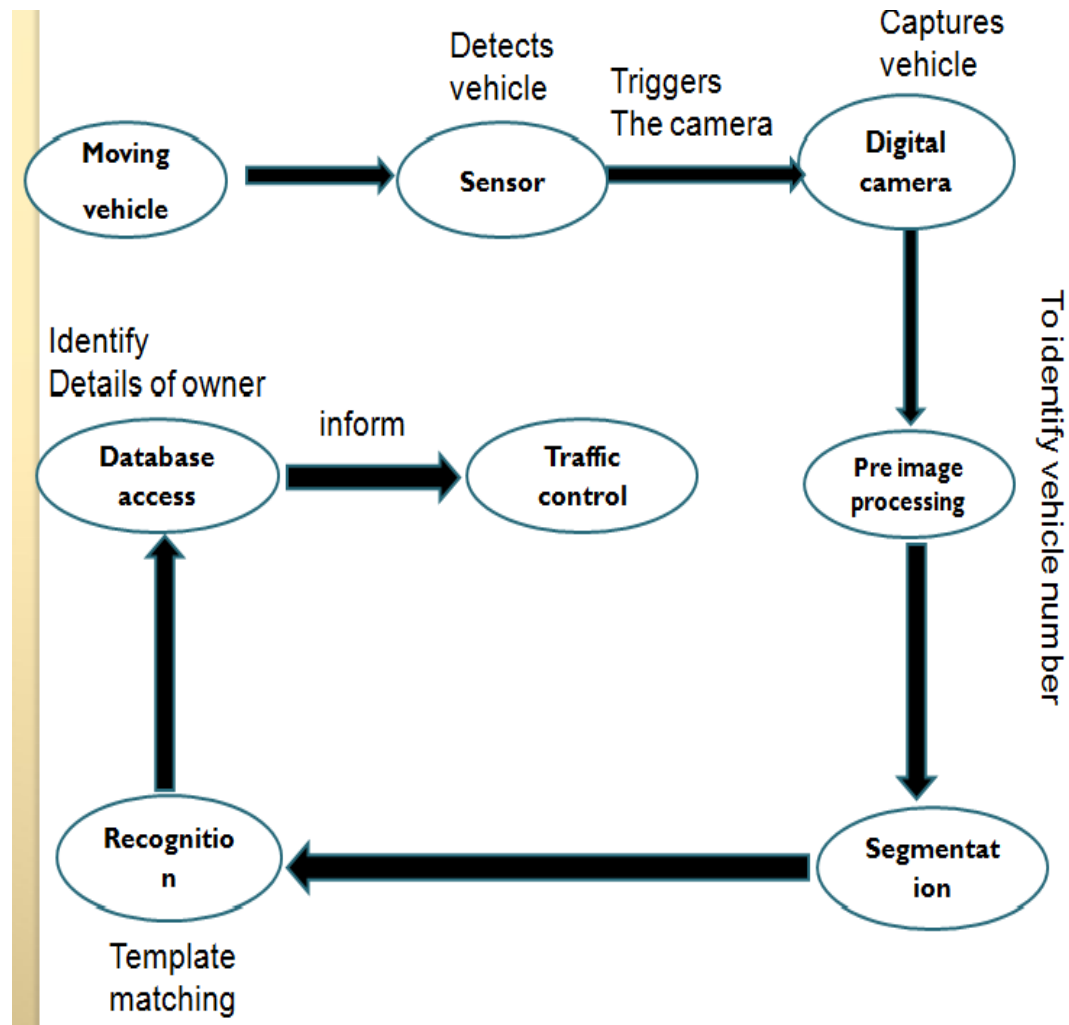 Captures
vehicle
Detects
vehicle
Triggers
The camera
Moving
vehicle
Sensor
Digital
camera
To identify vehicle number
Identify
Details of owner
inform
Database
access
Traffic
control
Pre image
processing
Recognitio
n
Segmentat
ion
Template
matching